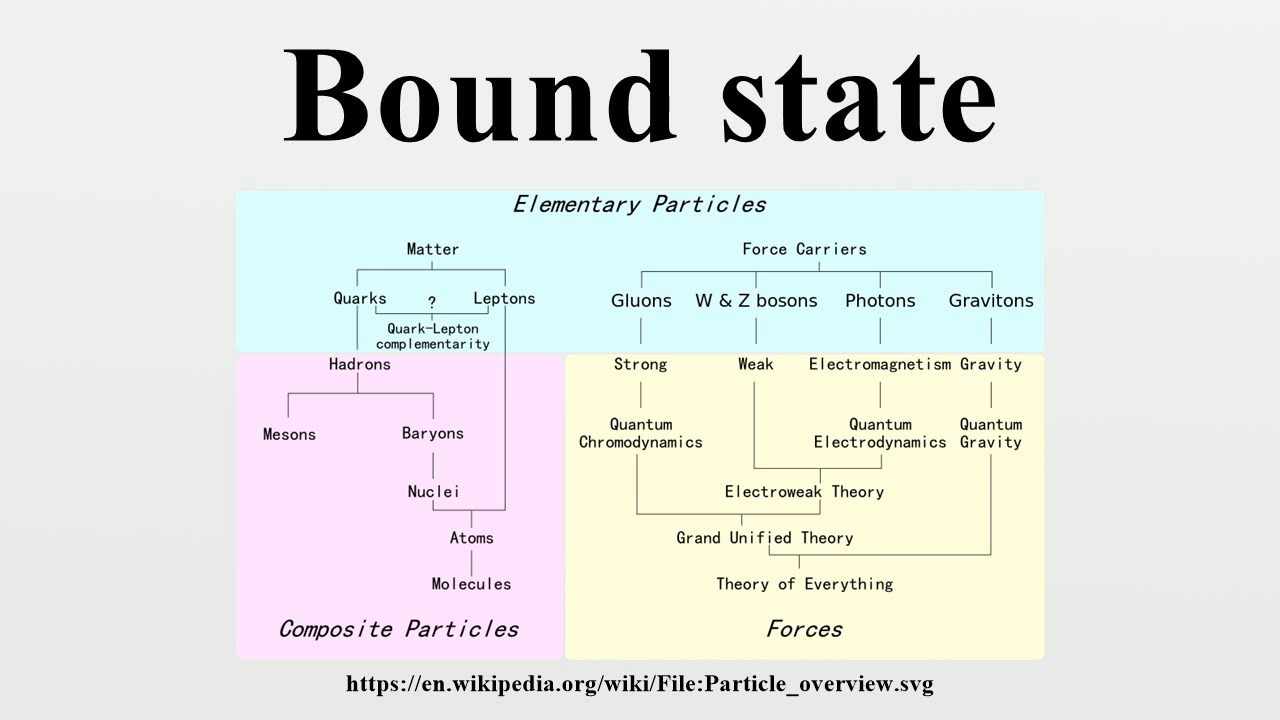 Bound state
Elementary Particles
Matter
Force Carriers
Quarks
?
Leptons
Gluons
W & Z bosons
Photons
Gravitons
Quark-Lepton
complementarity
Hadrons
Strong
Weak
Electromagnetism
Gravity
Mesons
Baryons
Quantum
Chromodynamics
Quantum
Electrodynamics
Quantum
Gravity
Nuclei
Electroweak Theory
Atoms
Grand Unified Theory
Molecules
Theory of Everything
Composite Particles
Forces
https://en.wikipedia.org/wiki/File:Particle_overview.svg